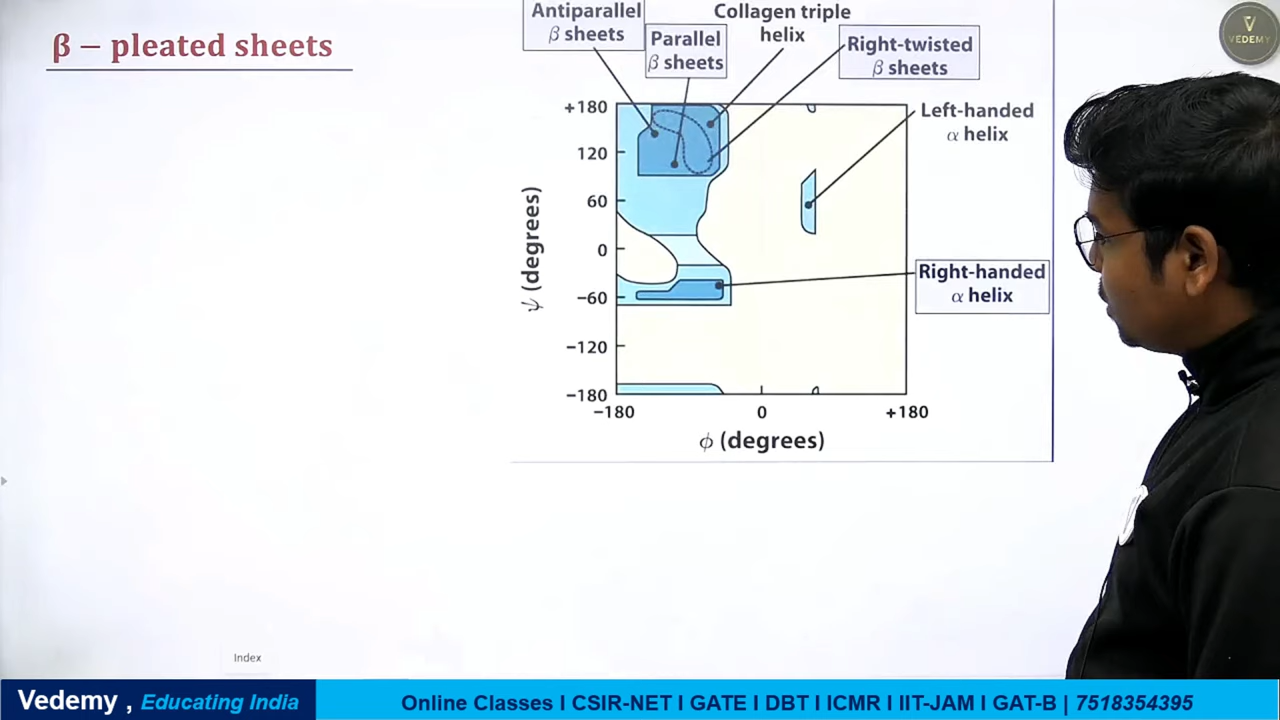 β – pleated sheets
Antiparallel
β sheets
Parallel
β sheets
Collagen triple
helix
Right-twisted
β sheets
V
VEDEMY
Left-handed
α helix
Right-handed
α helix
+180
120
60
0
−60
−120
−180
ψ (degrees)
−180
0
+180
ϕ (degrees)
Index
Vedemy , Educating India
Online Classes I CSIR-NET I GATE I DBT I ICMR I IIT-JAM I GAT-B | 7518354395